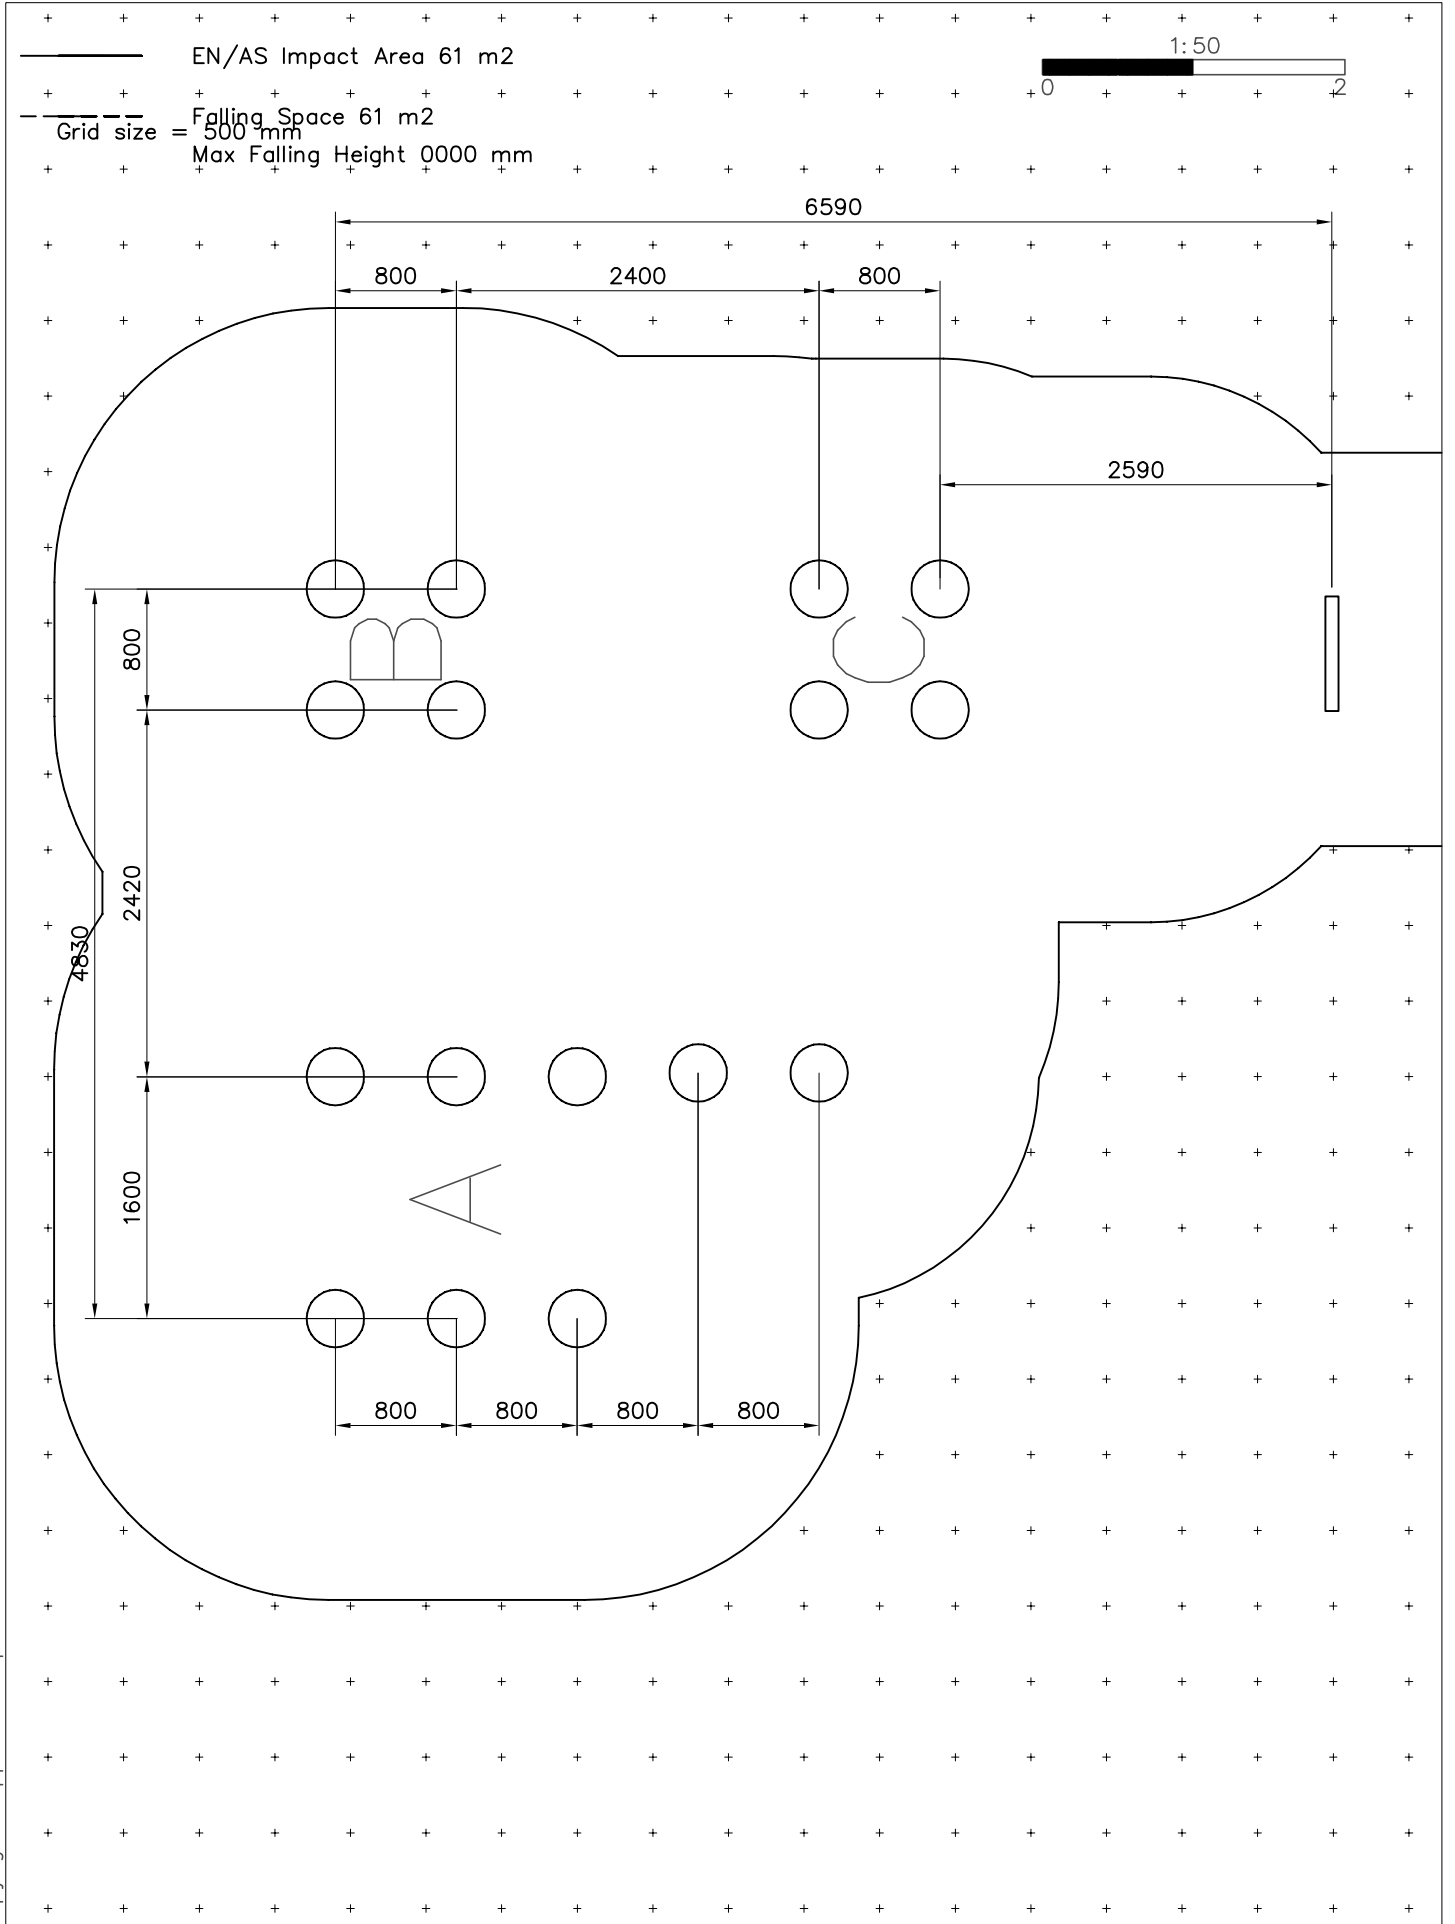 EN/AS Impact Area 61 m2
1:50
0 2
Falling Space 61 m2
Grid size = 500 mm
Max Falling Height 0000 mm
6590
800 2400 800
2590
800
B C
2420
4830
1600
A
800 800 800 800